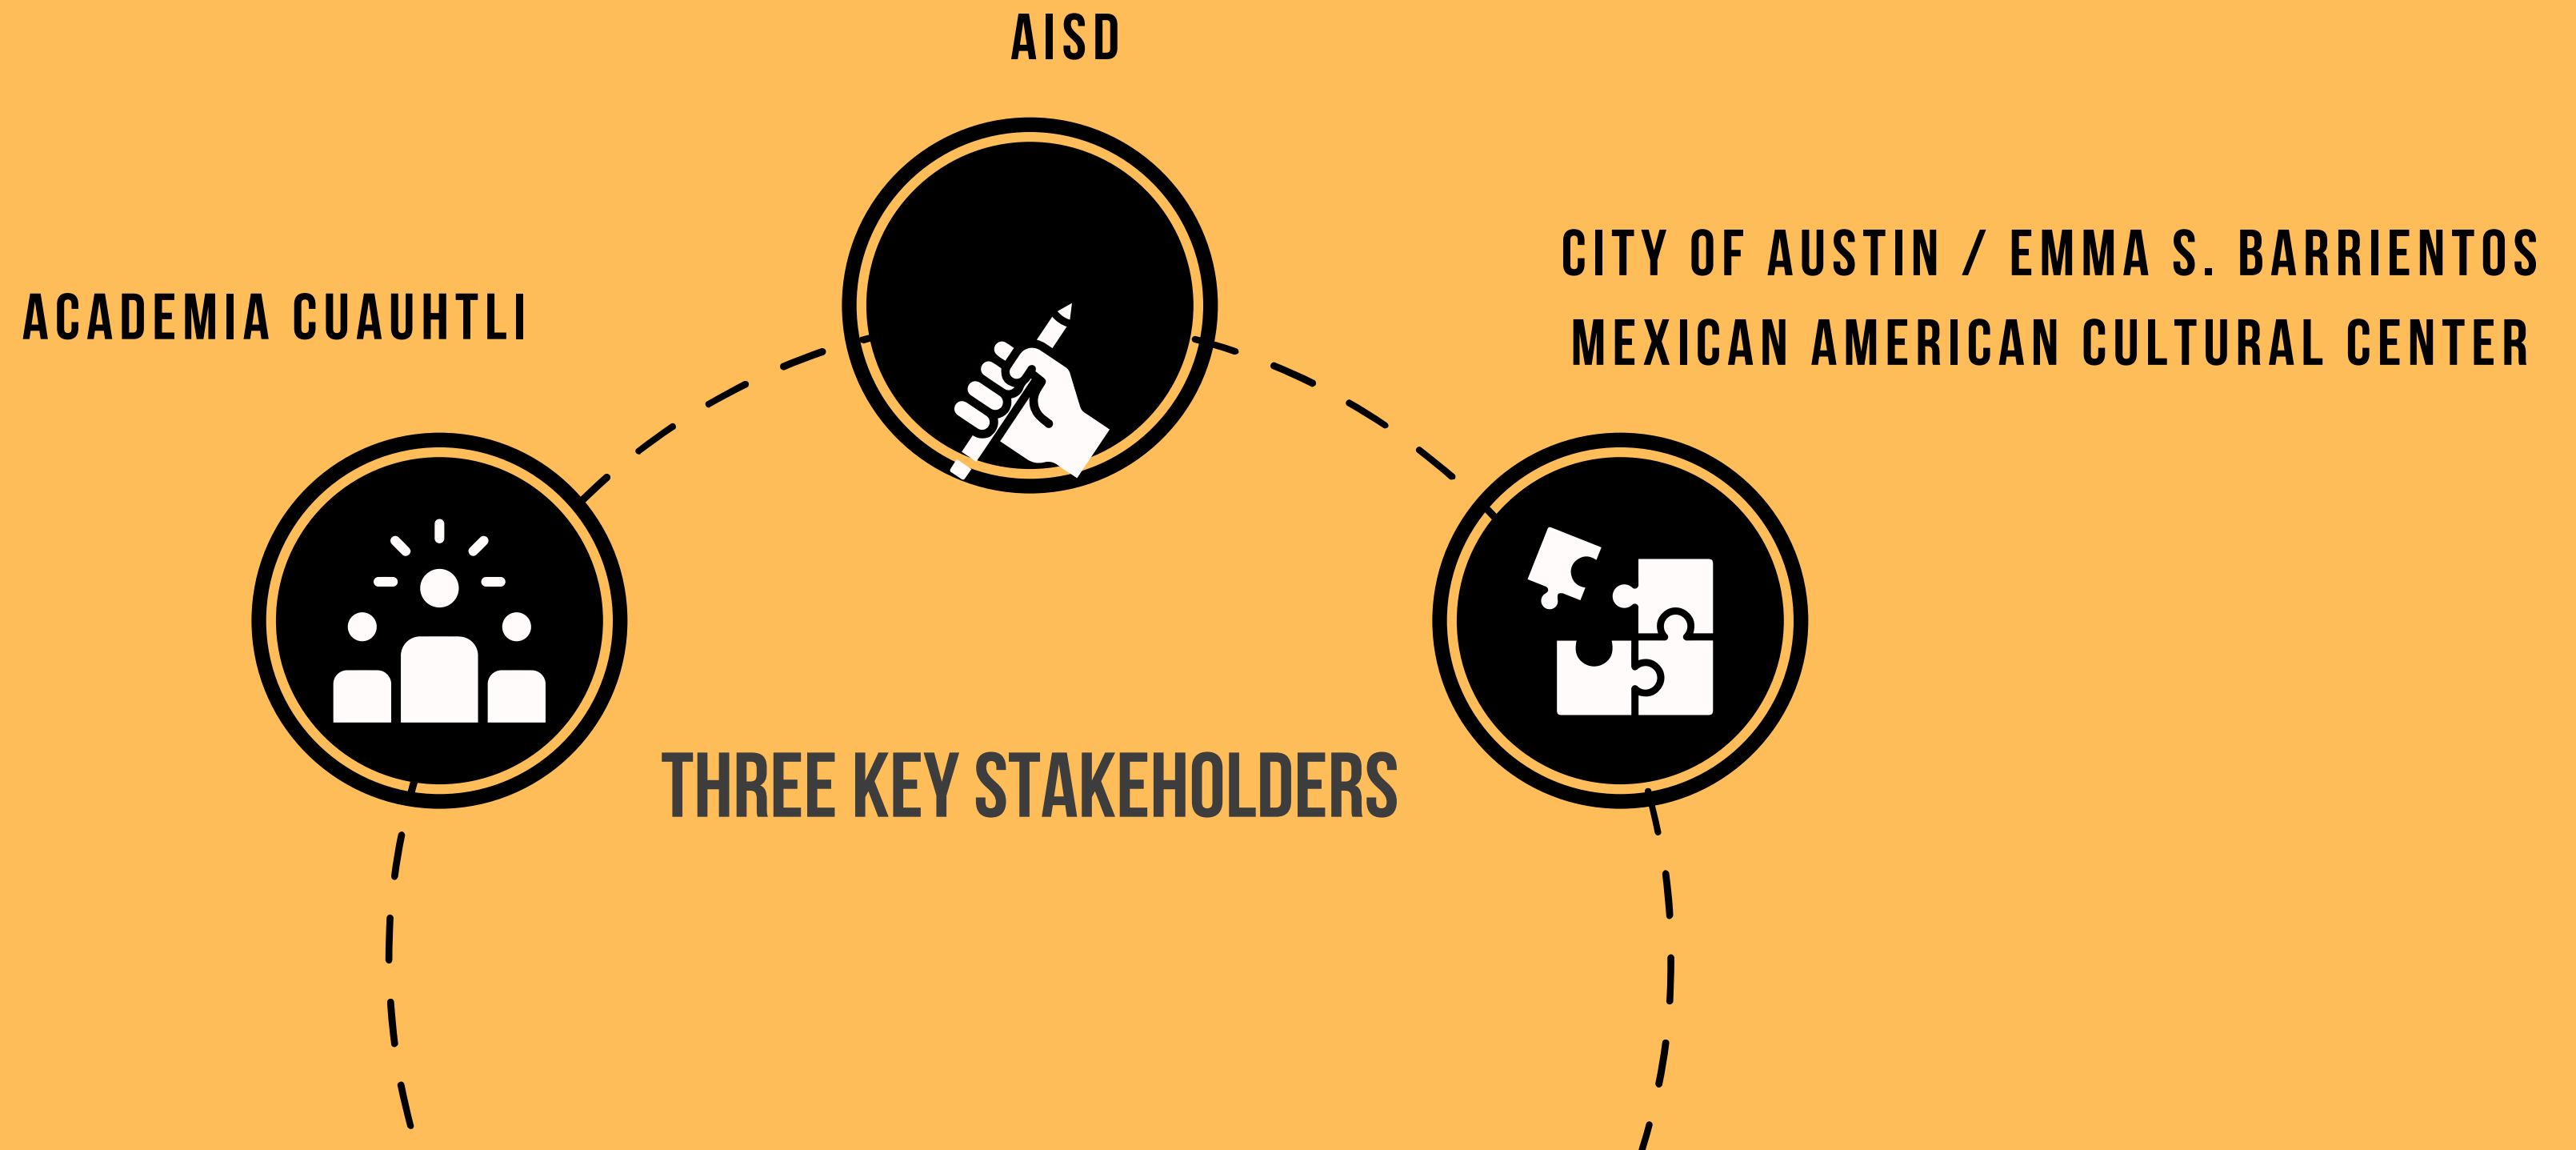 AISD
ACADEMIA CUAUHTLI
CITY OF AUSTIN / EMMA S. BARRIENTOS
MEXICAN AMERICAN CULTURAL CENTER
THREE KEY STAKEHOLDERS